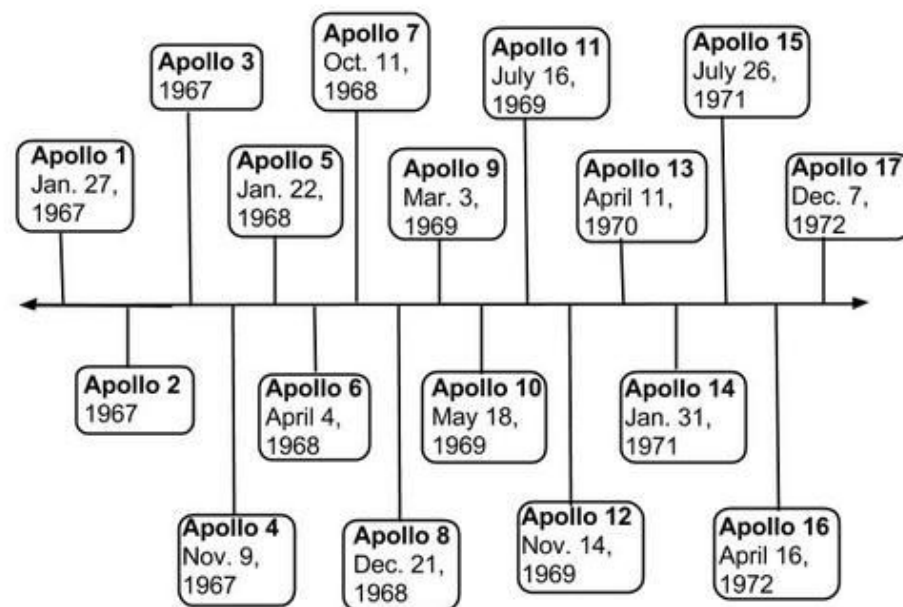 Apollo 1
Jan. 27,
1967
Apollo 2
1967
Apollo 3
1967
Apollo 4
Nov. 9,
1967
Apollo 5
Jan. 22,
1968
Apollo 6
April 4,
1968
Apollo 7
Oct. 11,
1968
Apollo 8
Dec. 21,
1968
Apollo 9
Mar. 3,
1969
Apollo 10
May 18,
1969
Apollo 11
July 16,
1969
Apollo 12
Nov. 14,
1969
Apollo 13
April 11,
1970
Apollo 14
Jan. 31,
1971
Apollo 15
July 26,
1971
Apollo 16
April 16,
1972
Apollo 17
Dec. 7,
1972